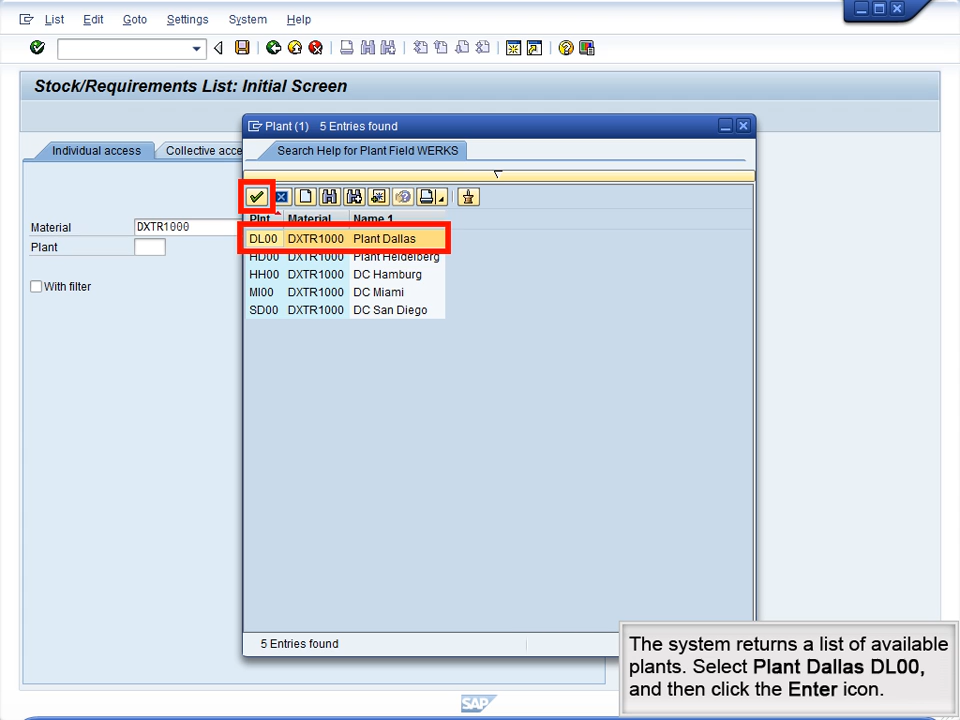 List Edit Goto Settings System Help
Stock/Requirements List: Initial Screen
Plant (1) 5 Entries found
Individual access
Collective acce
Search Help for Plant Field WERKS
Plnt Material Name 1
Material DXTR1000
DL00 DXTR1000 Plant Dallas
Plant
HD00 DXTR1000 Plant Heidelberg
HH00 DXTR1000 DC Hamburg
With filter
MI00 DXTR1000 DC Miami
SD00 DXTR1000 DC San Diego
5 Entries found
The system returns a list of available
plants. Select Plant Dallas DL00,
and then click the Enter icon.
SAP